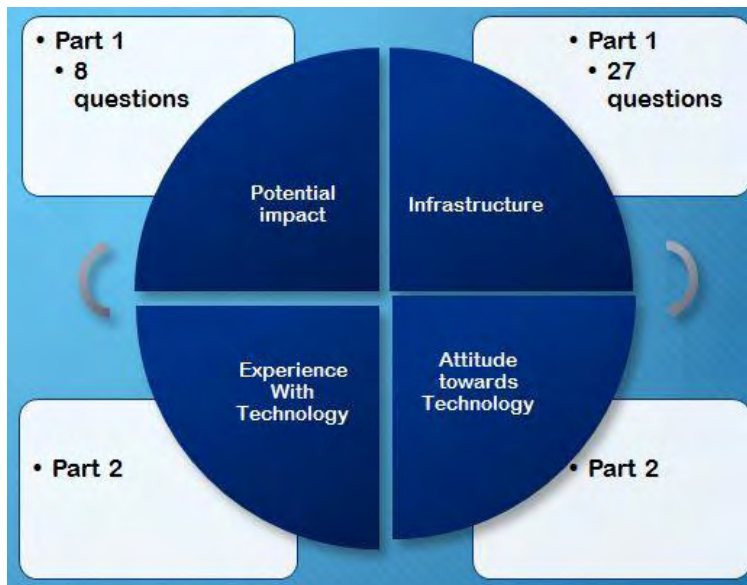 • Part 1
• 8
questions
• Part 1
• 27
questions
Potential
impact
Infrastructure
Experience
With
Technology
Attitude
towards
Technology
• Part 2
• Part 2